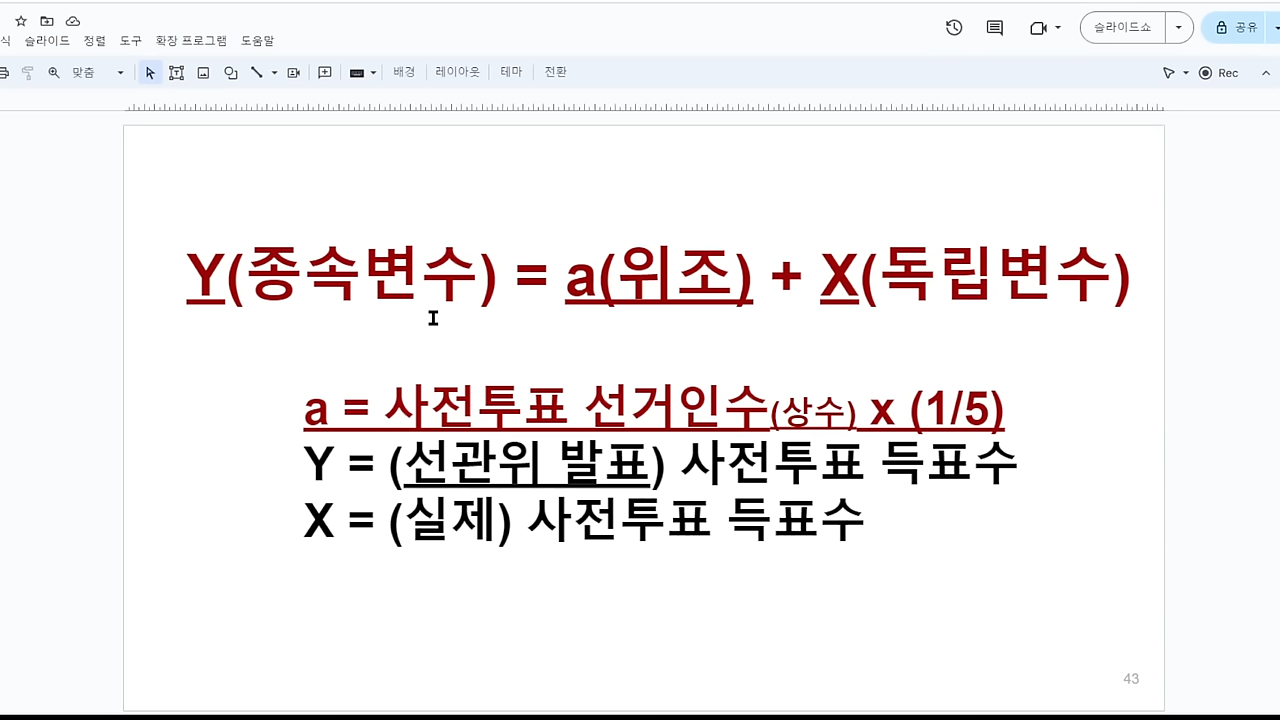 식 슬라이드 정렬 도구 확장 프로그램 도움말
슬라이드쇼
공유
맞춤
배경 레이아웃 테마 전환
Rec
Y(종속변수) = a(위조) + X(독립변수)
a = 사전투표 선거인수(상수) x (1/5)
Y = (선관위 발표) 사전투표 득표수
X = (실제) 사전투표 득표수
43